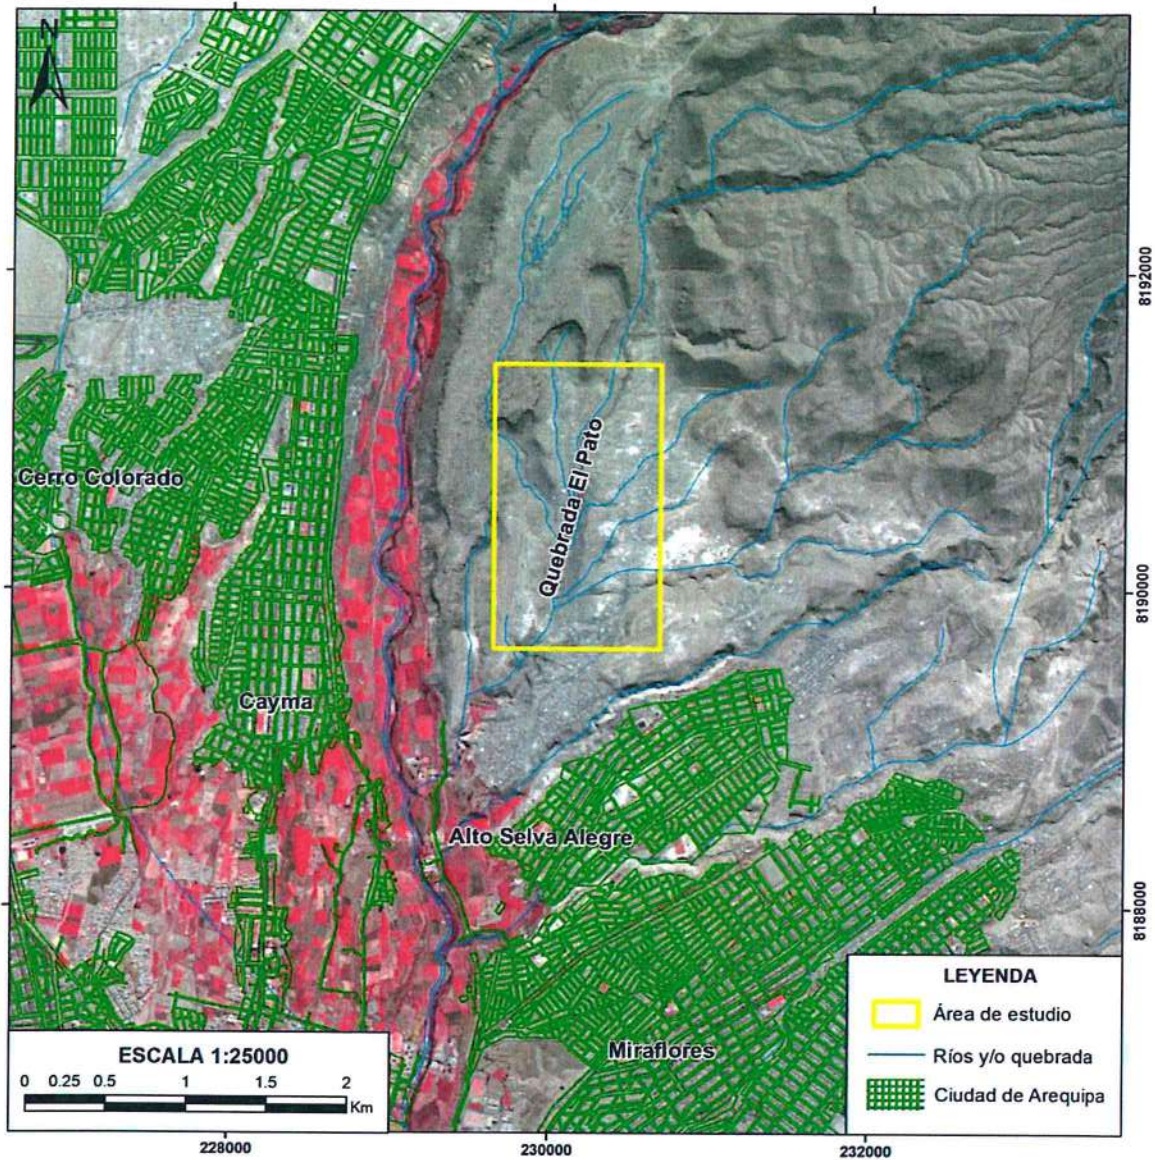 N
8192000
Cerro Colorado
Quebrada El Pato
8190000
Cayma
Alto Selva Alegre
8188000
Miraflores
LEYENDA
Área de estudio
Ríos y/o quebrada
Ciudad de Arequipa
ESCALA 1:25000
0 0.25 0.5 1 1.5 2
Km
228000 230000 232000